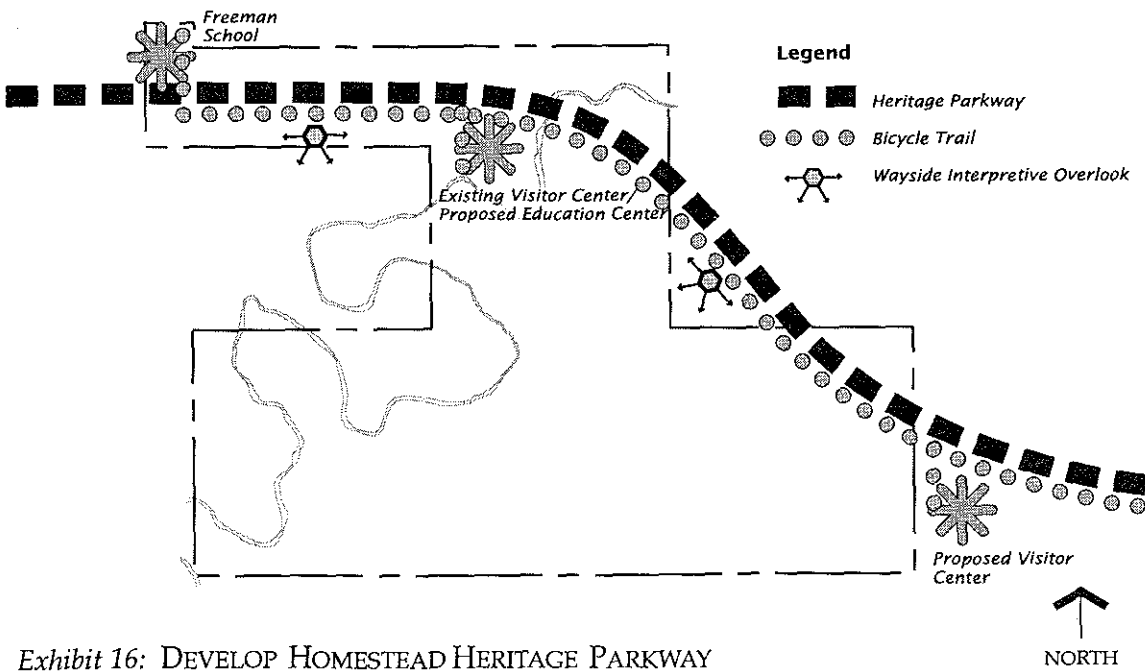 Freeman
School
Legend
Heritage Parkway
Bicycle Trail
Wayside Interpretive Overlook
Existing Visitor Center/
Proposed Education Center
Proposed Visitor
Center
NORTH
Exhibit 16: DEVELOP HOMESTEAD HERITAGE PARKWAY